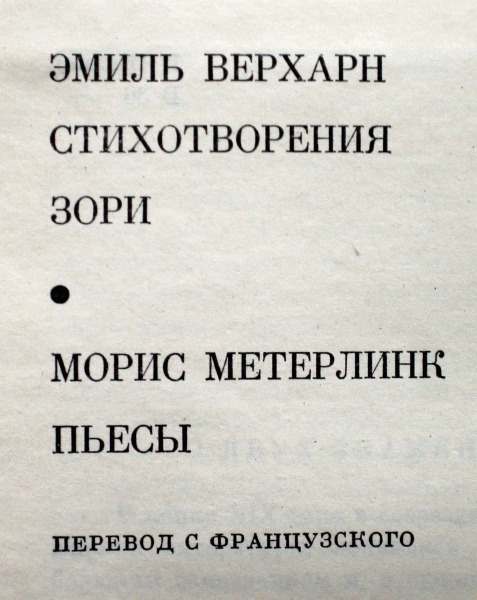 ЭМИЛЬ ВЕРХАРН
СТИХОТВОРЕНИЯ
ЗОРИ
●
МОРИС МЕТЕРЛИНК
ПЬЕСЫ
ПЕРЕВОД С ФРАНЦУЗСКОГО